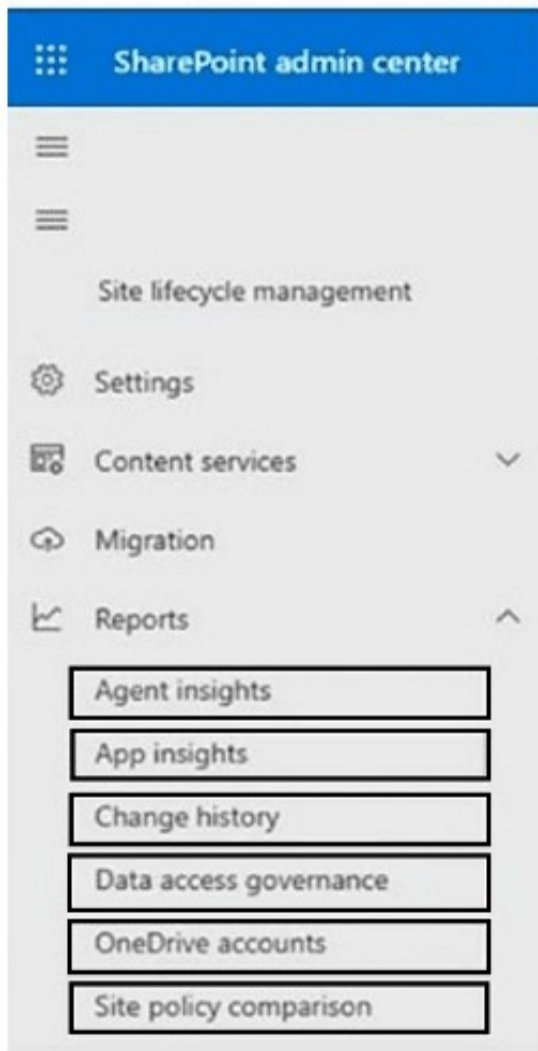 SharePoint admin center
Site lifecycle management
Settings
Content services
Migration
Reports
Agent insights
App insights
Change history
Data access governance
OneDrive accounts
Site policy comparison